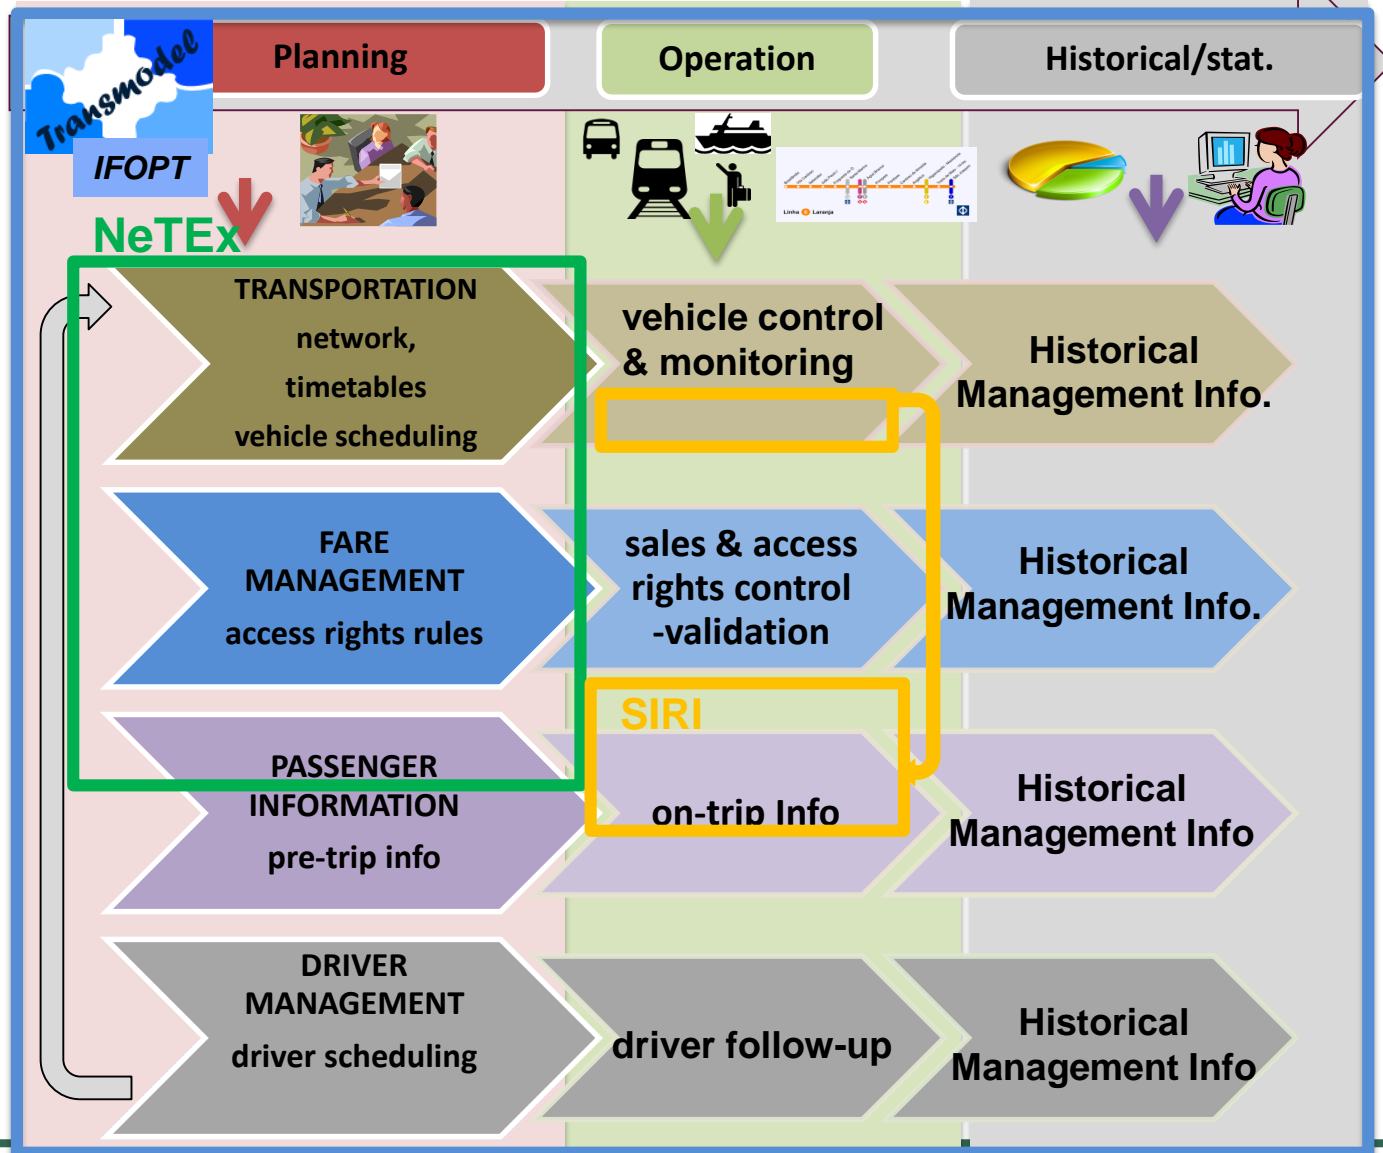 Planning
Operation
Historical/stat.
Transmodel
IFOPT
NeTEx
Linha
Laranja
TRANSPORTATION
network,
timetables
vehicle scheduling
vehicle control
& monitoring
Historical
Management Info.
FARE
MANAGEMENT
access rights rules
sales & access
rights control
-validation
Historical
Management Info.
SIRI
PASSENGER
INFORMATION
pre-trip info
on-trip Info
Historical
Management Info
DRIVER
MANAGEMENT
driver scheduling
driver follow-up
Historical
Management Info